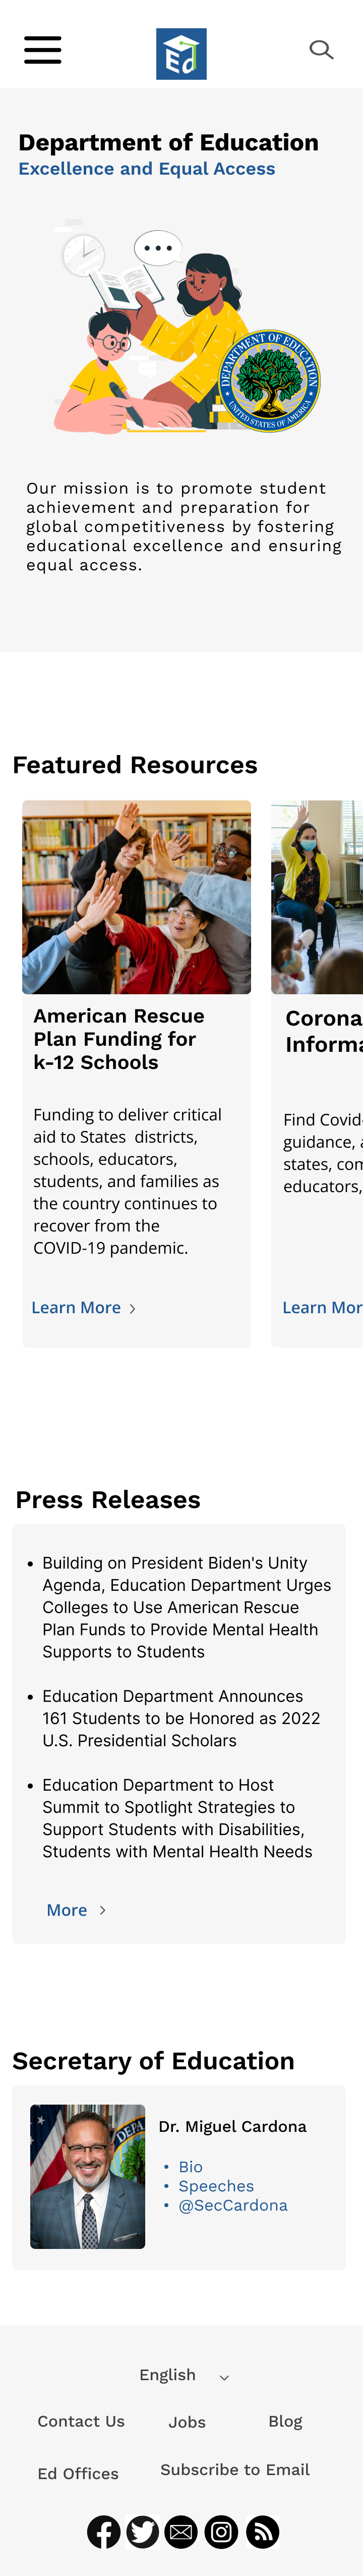 Ed
Department of Education
Excellence and Equal Access
DEPARTMENT OF EDUCATION
UNITED STATES OF AMERICA
Our mission is to promote student
achievement and preparation for
global competitiveness by fostering
educational excellence and ensuring
equal access.
Featured Resources
American Rescue
Plan Funding for
k-12 Schools
Funding to deliver critical
aid to States districts,
schools, educators,
students, and families as
the country continues to
recover from the
COVID-19 pandemic.
Learn More >
Corona
Informa
Find Covid-
guidance,
states, com
educators,
Learn Mor
Press Releases
• Building on President Biden's Unity
Agenda, Education Department Urges
Colleges to Use American Rescue
Plan Funds to Provide Mental Health
Supports to Students
• Education Department Announces
161 Students to be Honored as 2022
U.S. Presidential Scholars
• Education Department to Host
Summit to Spotlight Strategies to
Support Students with Disabilities,
Students with Mental Health Needs
More >
Secretary of Education
DEPA
Dr. Miguel Cardona
• Bio
• Speeches
• @SecCardona
English
Contact Us Jobs Blog
Ed Offices Subscribe to Email